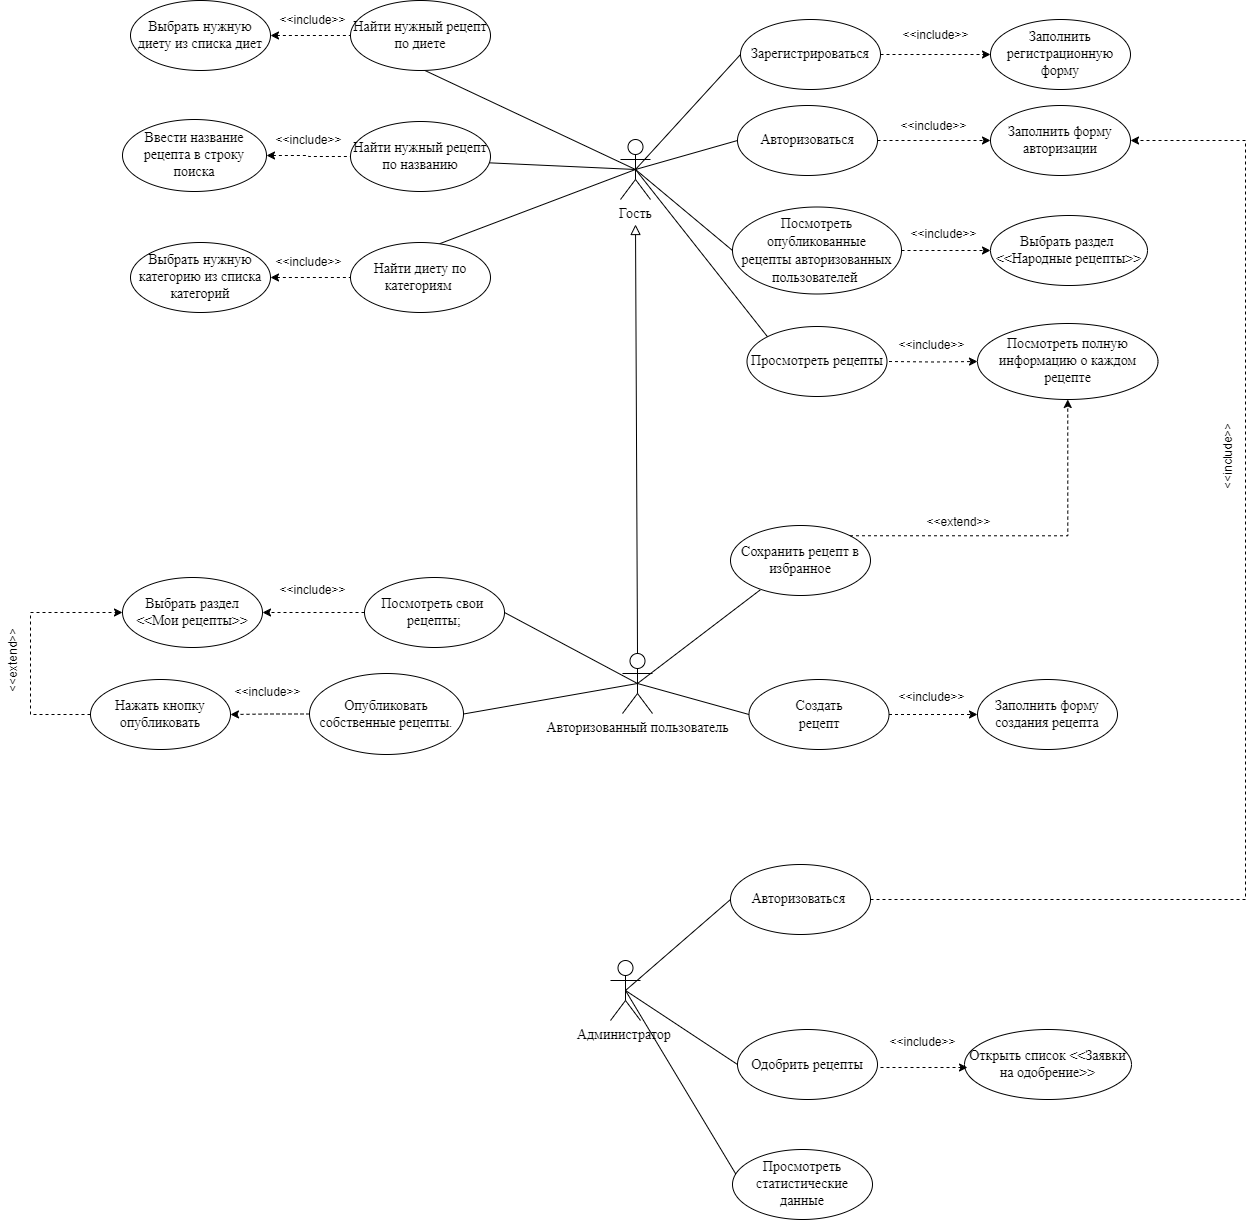 Выбрать нужную
диету из списка диет
<<include>>
Найти нужный рецепт
по диете
Зарегистрироваться
<<include>>
Заполнить
регистрационную
форму
Ввести название
рецепта в строку
поиска
<<include>>
Найти нужный рецепт
по названию
Авторизоваться
<<include>>
Заполнить форму
авторизации
Гость
Выбрать нужную
категорию из списка
категорий
<<include>>
Найти диету по
категориям
Посмотреть
опубликованные
рецепты авторизованных
пользователей
<<include>>
Выбрать раздел
<<Народные рецепты>>
Просмотреть рецепты
<<include>>
Посмотреть полную
информацию о каждом
рецепте
<<include>>
<<extend>>
Сохранить рецепт в
избранное
Выбрать раздел
<<Мои рецепты>>
<<include>>
Посмотреть свои
рецепты;
<<extend>>
Нажать кнопку
опубликовать
<<include>>
Опубликовать
собственные рецепты.
Авторизованный пользователь
Создать
рецепт
<<include>>
Заполнить форму
создания рецепта
Авторизоваться
Администратор
Одобрить рецепты
<<include>>
Открыть список <<Заявки
на одобрение>>
Просмотреть
статистические
данные